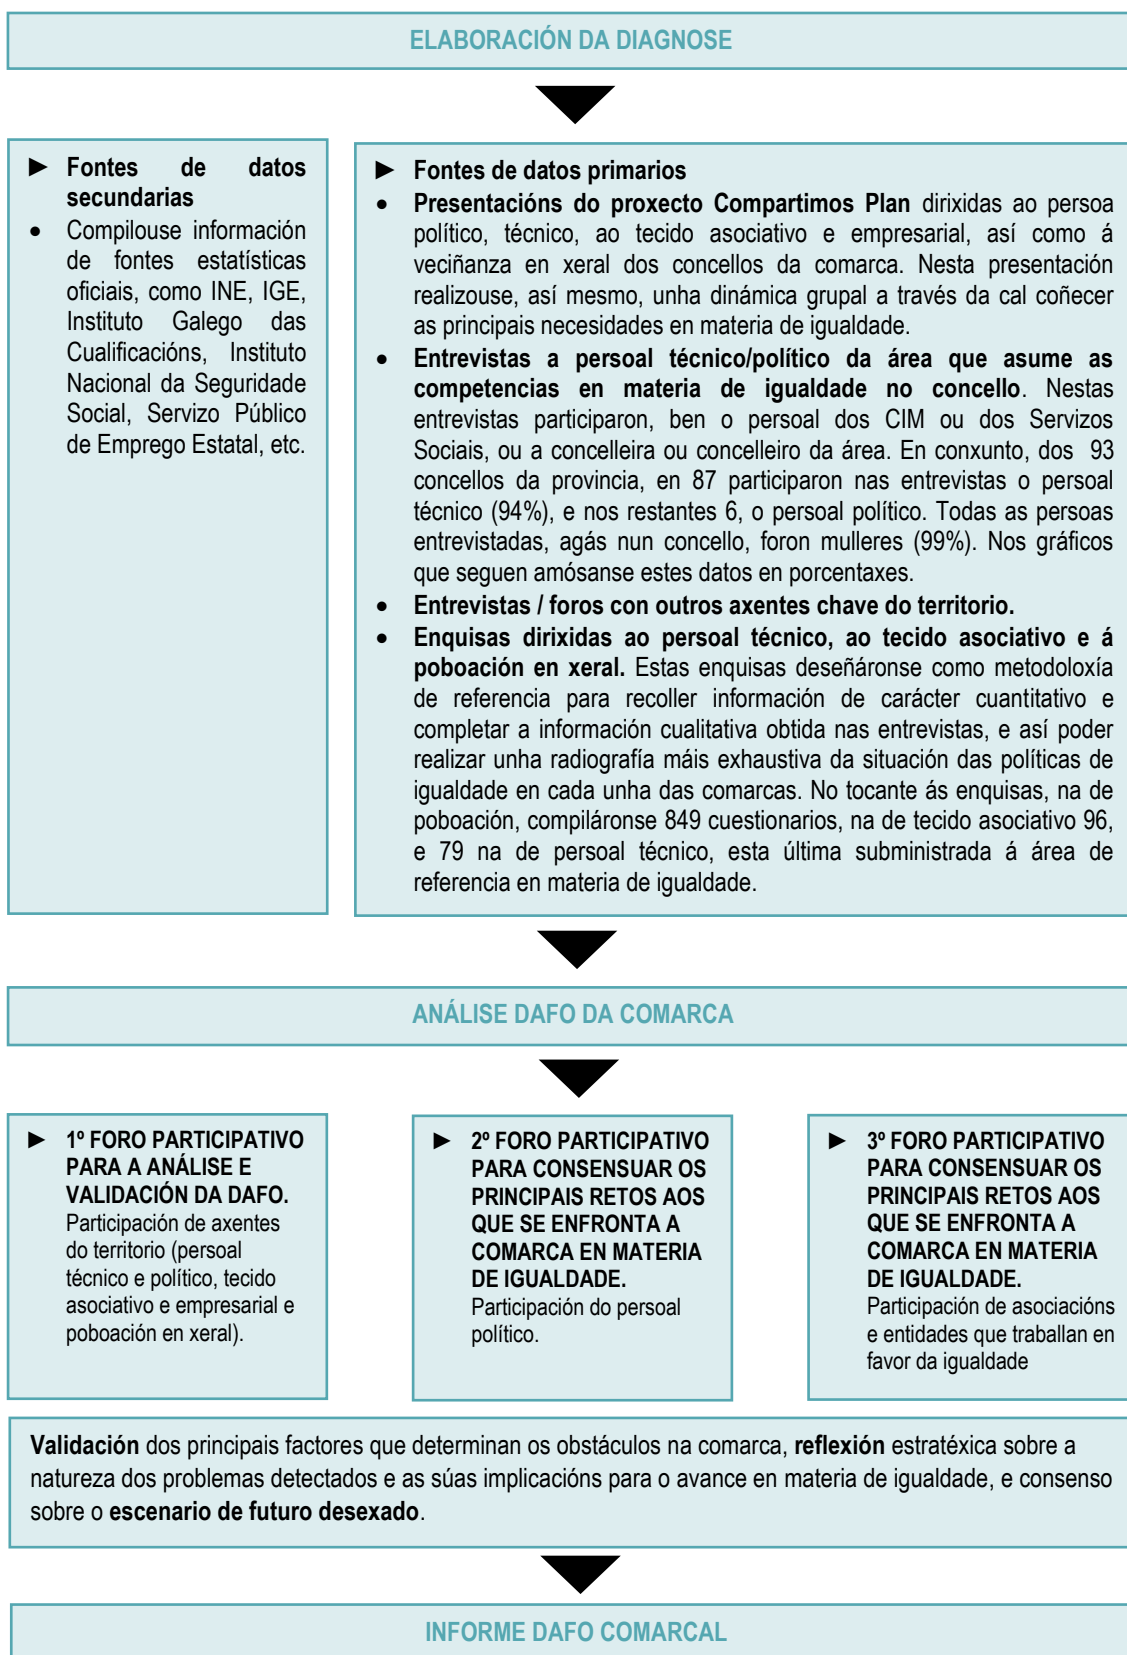 ELABORACIÓN DA DIAGNOSE
► Fontes de datos
secundarias
• Compilouse información
de fontes estatísticas
oficiais, como INE, IGE,
Instituto Galego das
Cualificacións, Instituto
Nacional da Seguridade
Social, Servizo Público
de Emprego Estatal, etc.
► Fontes de datos primarios
• Presentacións do proxecto Compartimos Plan dirixidas ao persoa
político, técnico, ao tecido asociativo e empresarial, así como á
veciñanza en xeral dos concellos da comarca. Nesta presentación
realizouse, así mesmo, unha dinámica grupal a través da cal coñecer
as principais necesidades en materia de igualdade.
• Entrevistas a persoal técnico/político da área que asume as
competencias en materia de igualdade no concello. Nestas
entrevistas participaron, ben o persoal dos CIM ou dos Servizos
Sociais, ou a concelleira ou concelleiro da área. En conxunto, dos 93
concellos da provincia, en 87 participaron nas entrevistas o persoal
técnico (94%), e nos restantes 6, o persoal político. Todas as persoas
entrevistadas, agás nun concello, foron mulleres (99%). Nos gráficos
que seguen amósanse estes datos en porcentaxes.
• Entrevistas / foros con outros axentes chave do territorio.
• Enquisas dirixidas ao persoal técnico, ao tecido asociativo e á
poboación en xeral. Estas enquisas deseñáronse como metodoloxía
de referencia para recoller información de carácter cuantitativo e
completar a información cualitativa obtida nas entrevistas, e así poder
realizar unha radiografía máis exhaustiva da situación das políticas de
igualdade en cada unha das comarcas. No tocante ás enquisas, na de
poboación, compiláronse 849 cuestionarios, na de tecido asociativo 96,
e 79 na de persoal técnico, esta última subministrada á área de
referencia en materia de igualdade.
ANÁLISE DAFO DA COMARCA
► 1º FORO PARTICIPATIVO
PARA A ANÁLISE E
VALIDACIÓN DA DAFO.
Participación de axentes
do territorio (persoal
técnico e político, tecido
asociativo e empresarial e
poboación en xeral).
► 2º FORO PARTICIPATIVO
PARA CONSENSUAR OS
PRINCIPAIS RETOS AOS
QUE SE ENFRONTA A
COMARCA EN MATERIA
DE IGUALDADE.
Participación do persoal
político.
► 3º FORO PARTICIPATIVO
PARA CONSENSUAR OS
PRINCIPAIS RETOS AOS
QUE SE ENFRONTA A
COMARCA EN MATERIA
DE IGUALDADE.
Participación de asociacións
e entidades que traballan en
favor da igualdade
Validación dos principais factores que determinan os obstáculos na comarca, reflexión estratéxica sobre a
natureza dos problemas detectados e as súas implicacións para o avance en materia de igualdade, e consenso
sobre o escenario de futuro desexado.
INFORME DAFO COMARCAL